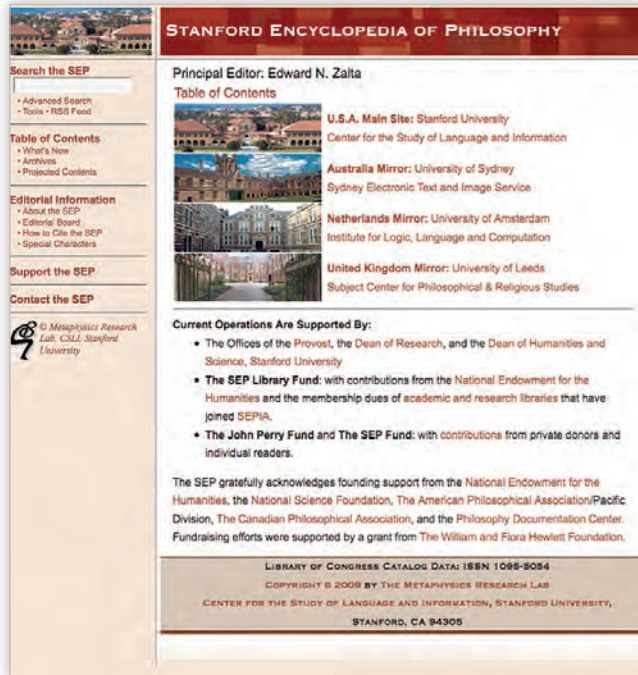 STANFORD ENCYCLOPEDIA OF PHILOSOPHY
Search the SEP
• Advanced Search
• Tools • RSS Feed
Table of Contents
• What's New
• Archives
• Projected Contents
Editorial Information
• About the SEP
• Editorial Board
• How to Cite the SEP
• Special Characters
Support the SEP
Contact the SEP
© Metaphysics Research
Lab, CSLI, Stanford
University
Principal Editor: Edward N. Zalta
Table of Contents
U.S.A. Main Site: Stanford University
Center for the Study of Language and Information
Australia Mirror: University of Sydney
Sydney Electronic Text and Image Service
Netherlands Mirror: University of Amsterdam
Institute for Logic, Language and Computation
United Kingdom Mirror: University of Leeds
Subject Center for Philosophical & Religious Studies
Current Operations Are Supported By:
• The Offices of the Provost, the Dean of Research, and the Dean of Humanities and
Science, Stanford University
• The SEP Library Fund: with contributions from the National Endowment for the
Humanities and the membership dues of academic and research libraries that have
joined SEPIA.
• The John Perry Fund and The SEP Fund: with contributions from private donors and
individual readers.
The SEP gratefully acknowledges founding support from the National Endowment for the
Humanities, the National Science Foundation, The American Philosophical Association/Pacific
Division, The Canadian Philosophical Association, and the Philosophy Documentation Center.
Fundraising efforts were supported by a grant from The William and Flora Hewlett Foundation.
LIBRARY OF CONGRESS CATALOG DATA: ISSN 1095-5054
COPYRIGHT © 2009 BY THE METAPHYSICS RESEARCH LAB
CENTER FOR THE STUDY OF LANGUAGE AND INFORMATION, STANFORD UNIVERSITY,
STANFORD, CA 94305